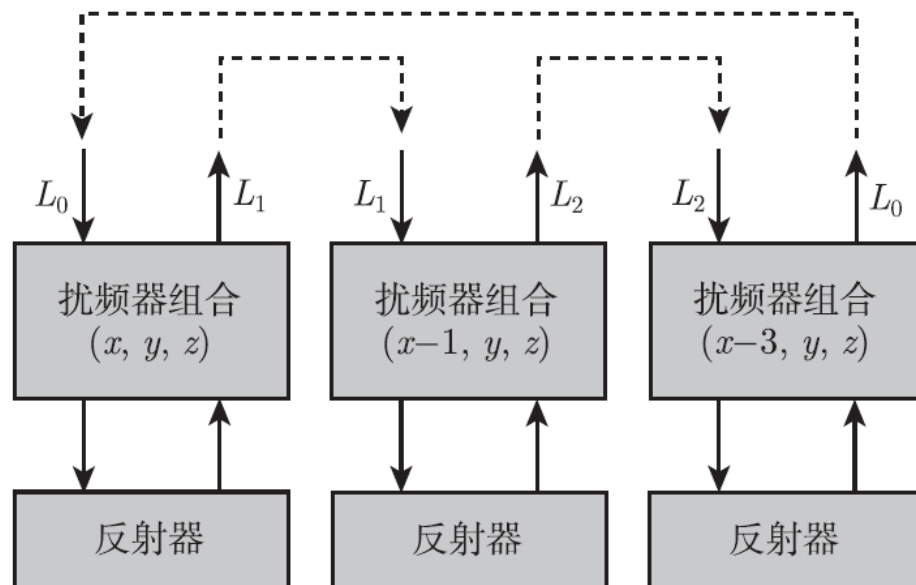 L₀
L₁
L₁
L₂
L₂
L₀
扰频器组合
(x, y, z)
扰频器组合
(x−1, y, z)
扰频器组合
(x−3, y, z)
反射器
反射器
反射器